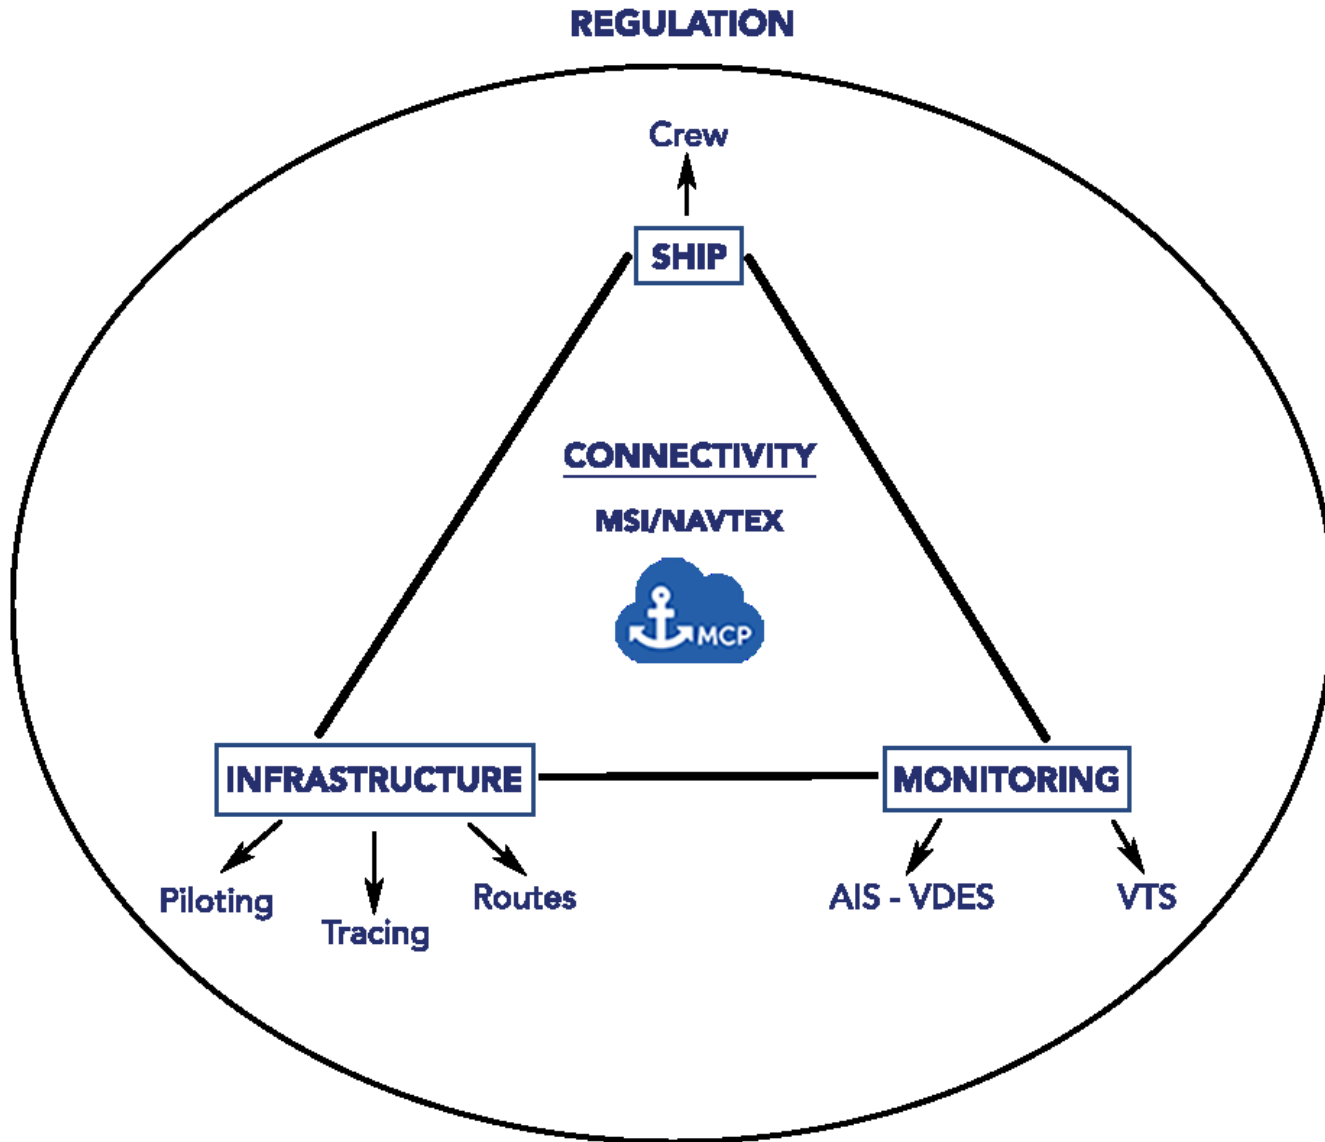 REGULATION
Crew
SHIP
CONNECTIVITY
MSI/NAVTEX
MCP
INFRASTRUCTURE
MONITORING
Piloting
Tracing
Routes
AIS - VDES
VTS